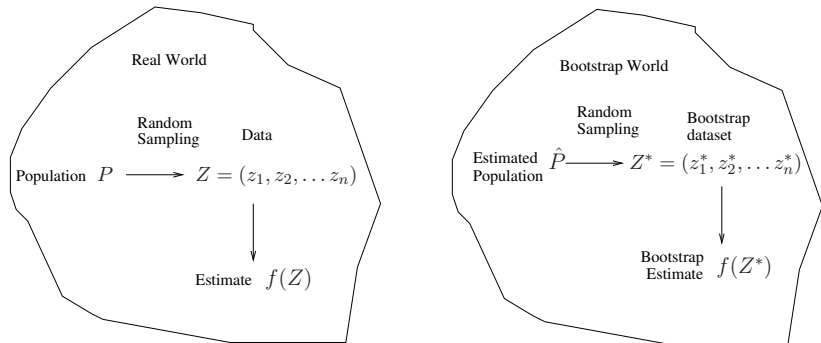 Real World
Random
Sampling
Data
Population P
Z = (z₁, z₂, … zₙ)
Estimate f(Z)
Bootstrap World
Random
Sampling
Bootstrap
dataset
Estimated
Population
P̂
Z* = (z₁*, z₂*, … zₙ*)
Bootstrap
Estimate
f(Z*)